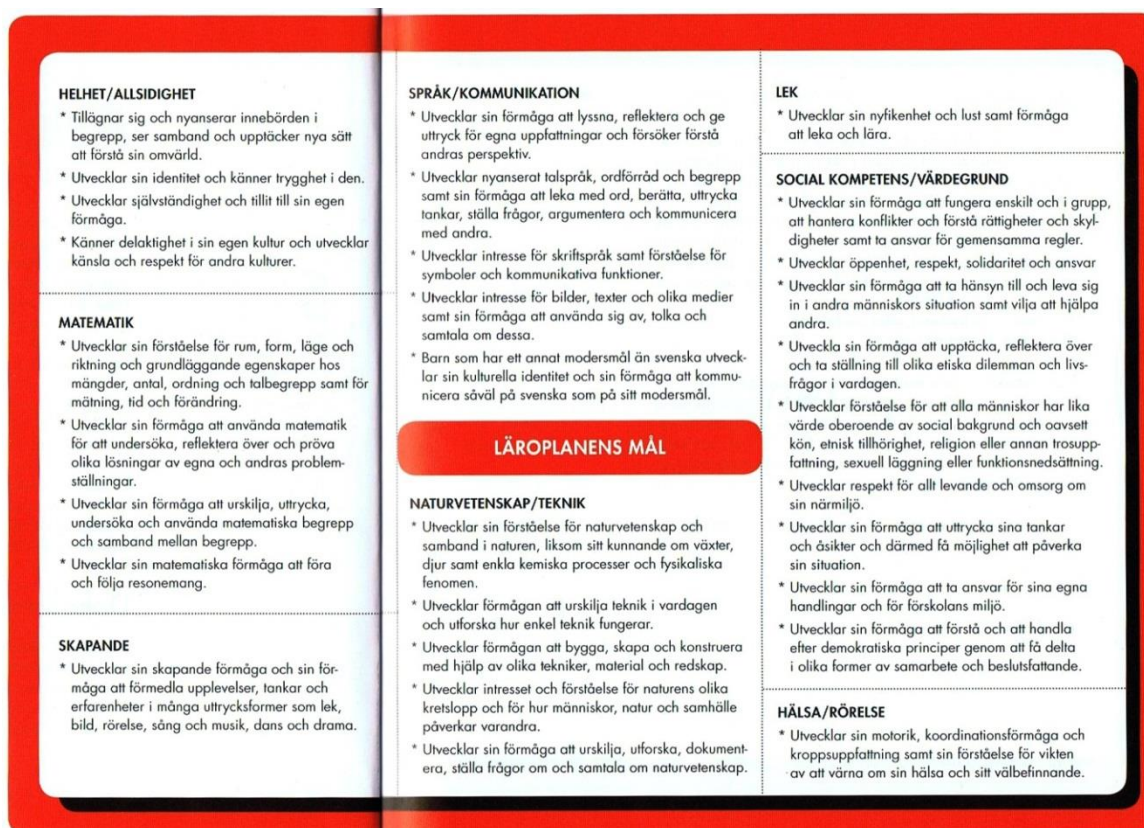 HELHET/ALLSIDIGHET
* Tillägnar sig och nyanserar innebörden i
begrepp, ser samband och upptäcker nya sätt
att förstå sin omvärld.
* Utvecklar sin identitet och känner trygghet i den.
* Utvecklar självständighet och tillit till sin egen
förmåga.
* Känner delaktighet i sin egen kultur och utvecklar
känsla och respekt för andra kulturer.
MATEMATIK
* Utvecklar sin förståelse för rum, form, läge och
riktning och grundläggande egenskaper hos
mängder, antal, ordning och talbegrepp samt för
mätning, tid och förändring.
* Utvecklar sin förmåga att använda matematik
för att undersöka, reflektera över och pröva
olika lösningar av egna och andras problem-
ställningar.
* Utvecklar sin förmåga att urskilja, uttrycka,
undersöka och använda matematiska begrepp
och samband mellan begrepp.
* Utvecklar sin matematiska förmåga att föra
och följa resonemang.
SKAPANDE
* Utvecklar sin skapande förmåga och sin för-
måga att förmedla upplevelser, tankar och
erfarenheter i många uttrycksformer som lek,
bild, rörelse, sång och musik, dans och drama.
SPRÅK/KOMMUNIKATION
* Utvecklar sin förmåga att lyssna, reflektera och ge
uttryck för egna uppfattningar och försöker förstå
andras perspektiv.
* Utvecklar nyanserat talspråk, ordförråd och begrepp
samt sin förmåga att leka med ord, berätta, uttrycka
tankar, ställa frågor, argumentera och kommunicera
med andra.
* Utvecklar intresse för skriftspråk samt förståelse för
symboler och kommunikativa funktioner.
* Utvecklar intresse för bilder, texter och olika medier
samt sin förmåga att använda sig av, tolka och
samtala om dessa.
* Barn som har ett annat modersmål än svenska utveck-
lar sin kulturella identitet och sin förmåga att kommu-
nicera såväl på svenska som på sitt modersmål.
LÄROPLANENS MÅL
NATURVETENSKAP/TEKNIK
* Utvecklar sin förståelse för naturvetenskap och
samband i naturen, liksom sitt kunnande om växter,
djur samt enkla kemiska processer och fysikaliska
fenomen.
* Utvecklar förmågan att urskilja teknik i vardagen
och utforska hur enkel teknik fungerar.
* Utvecklar förmågan att bygga, skapa och konstruera
med hjälp av olika tekniker, material och redskap.
* Utvecklar intresset och förståelse för naturens olika
kretslopp och för hur människor, natur och samhälle
påverkar varandra.
* Utvecklar sin förmåga att urskilja, utforska, dokument-
era, ställa frågor om och samtala om naturvetenskap.
LEK
* Utvecklar sin nyfikenhet och lust samt förmåga
att leka och lära.
SOCIAL KOMPETENS/VÄRDEGRUND
* Utvecklar sin förmåga att fungera enskilt och i grupp,
att hantera konflikter och förstå rättigheter och skyl-
digheter samt ta ansvar för gemensamma regler.
* Utvecklar öppenhet, respekt, solidaritet och ansvar
* Utvecklar sin förmåga att ta hänsyn till och leva sig
in i andra människors situation samt vilja att hjälpa
andra.
* Utveckla sin förmåga att upptäcka, reflektera över
och ta ställning till olika etiska dilemman och livs-
frågor i vardagen.
* Utvecklar förståelse för att alla människor har lika
värde oberoende av social bakgrund och oavsett
kön, etnisk tillhörighet, religion eller annan trosupp-
fattning, sexuell läggning eller funktionsnedsättning.
* Utvecklar respekt för allt levande och omsorg om
sin närmiljö.
* Utvecklar sin förmåga att uttrycka sina tankar
och åsikter och därmed få möjlighet att påverka
sin situation.
* Utvecklar sin förmåga att ta ansvar för sina egna
handlingar och för förskolans miljö.
* Utvecklar sin förmåga att förstå och att handla
efter demokratiska principer genom att få delta
i olika former av samarbete och beslutsfattande.
HÄLSA/RÖRELSE
* Utvecklar sin motorik, koordinationsförmåga och
kroppsuppfattning samt sin förståelse för vikten
av att värna om sin hälsa och sitt välbefinnande.